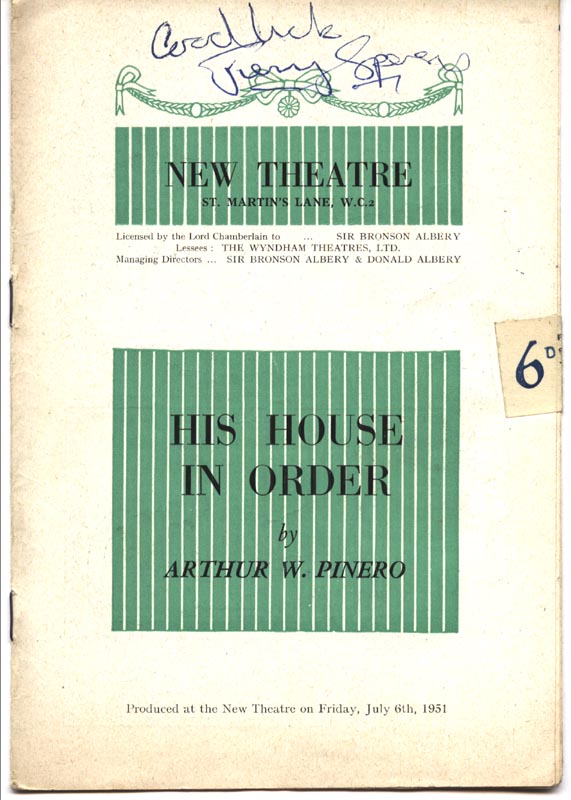 Good luck
NEW THEATRE
ST. MARTIN'S LANE, W.C.2
Licensed by the Lord Chamberlain to ... SIR BRONSON ALBERY
Lessees : THE WYNDHAM THEATRES, LTD.
Managing Directors ... SIR BRONSON ALBERY & DONALD ALBERY
6D
HIS HOUSE
IN ORDER
by
ARTHUR W. PINERO
Produced at the New Theatre on Friday, July 6th, 1951